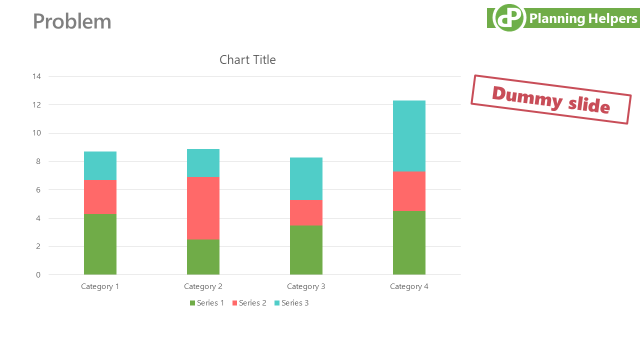 Problem
Planning Helpers
Chart Title
Dummy slide
14
12
10
8
6
4
2
0
Category 1 Category 2 Category 3 Category 4
Series 1 Series 2 Series 3